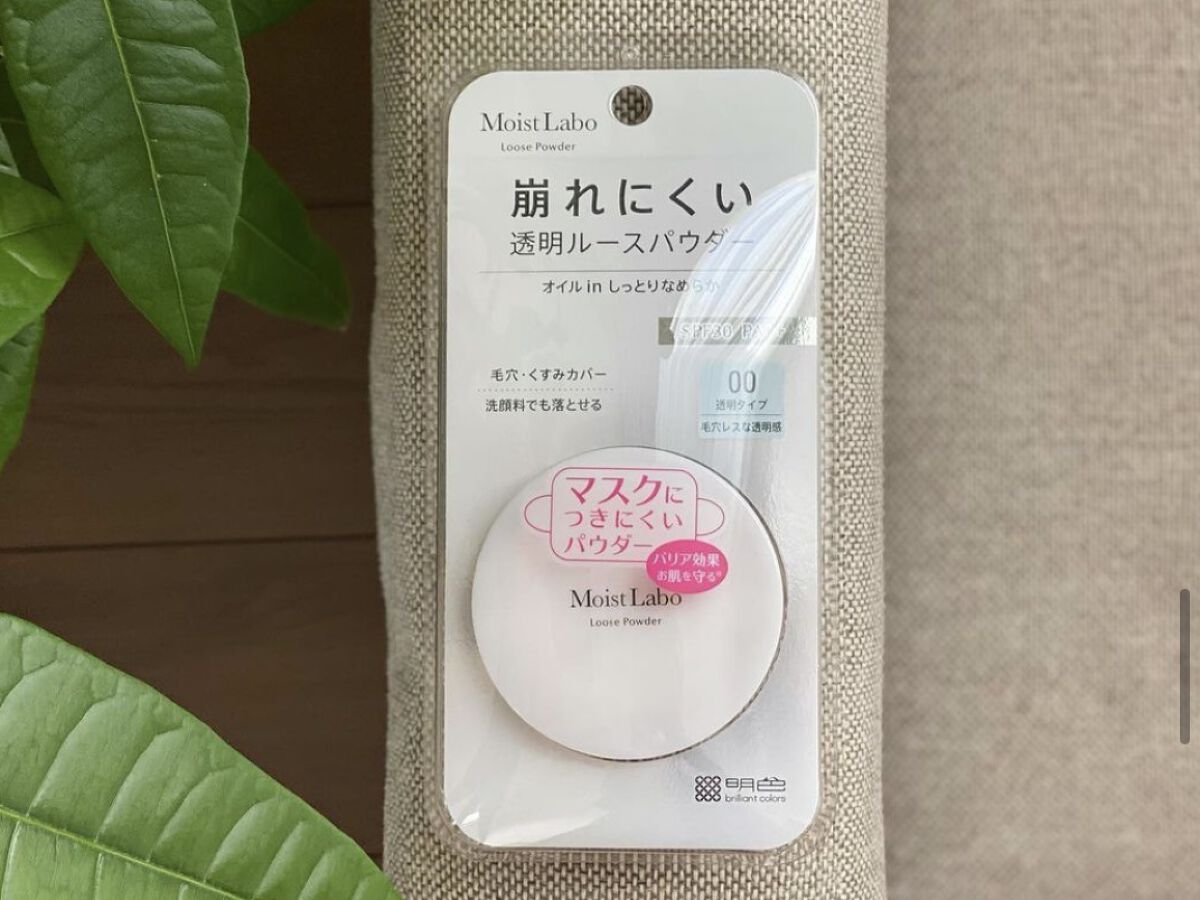 Moist Labo
Loose Powder
崩れにくい
透明ルースパウダー
オイル in しっとりなめらか
SPF30 PA
毛穴・くすみカバー
洗顔料でも落とせる
00
透明タイプ
毛穴レスな透明感
マスクに
つきにくい
パウダー
バリア効果
お肌を守る※
Moist Labo
Loose Powder
明色
brilliant colors